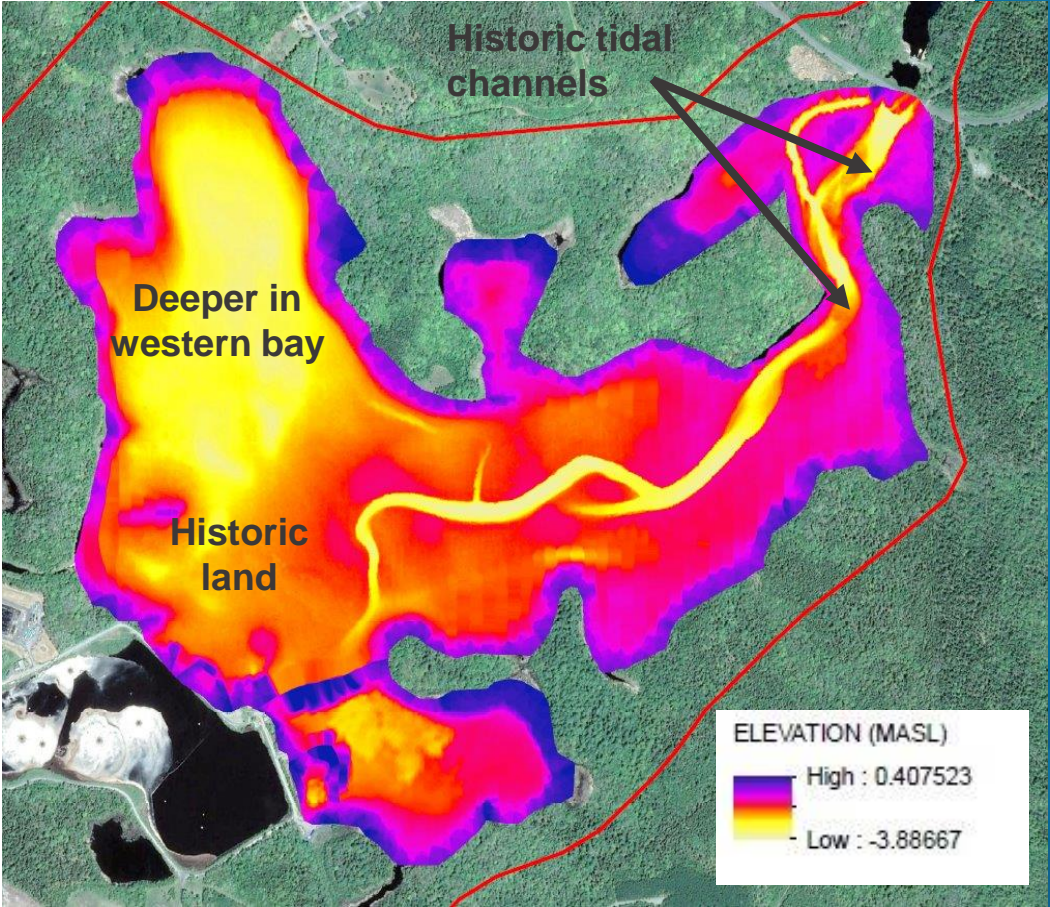 Historic tidal
channels
Deeper in
western bay
Historic
land
ELEVATION (MASL)
High : 0.407523
Low : -3.88667